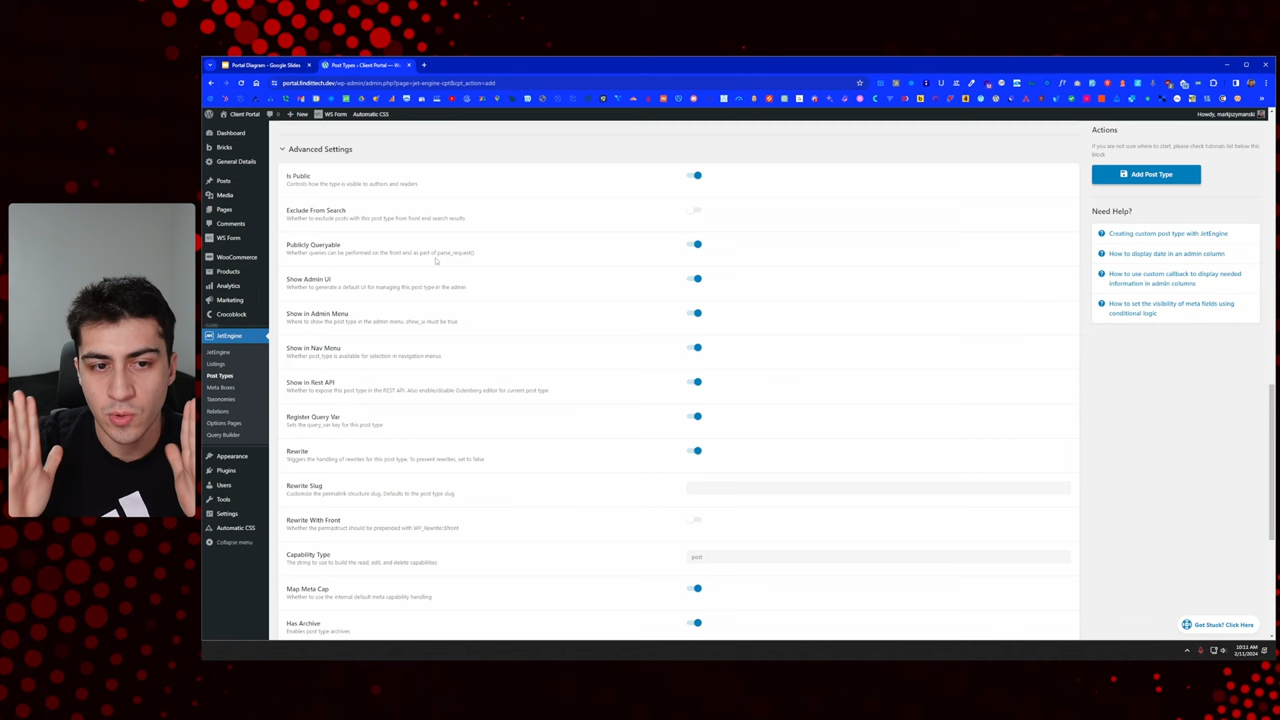 Portal Diagram - Google Slides
Post Types ‹ Client Portal — W
portal.findittech.dev/wp-admin/admin.php?page=jet-engine-cpt&cpt_action=add
Client Portal
0
New
WS Form
Automatic CSS
Howdy, markjszymanski
Dashboard
Bricks
General Details
Posts
Media
Pages
Comments
WS Form
WooCommerce
Products
Analytics
Marketing
Crocoblock
JetEngine
JetEngine
Listings
Post Types
Meta Boxes
Taxonomies
Relations
Options Pages
Query Builder
Appearance
Plugins
Users
Tools
Settings
Automatic CSS
Collapse menu
Advanced Settings
Is Public
Controls how the type is visible to authors and readers
Exclude From Search
Whether to exclude posts with this post type from front end search results
Publicly Queryable
Whether queries can be performed on the front end as part of parse_request()
Show Admin UI
Whether to generate a default UI for managing this post type in the admin
Show in Admin Menu
Where to show the post type in the admin menu. show_ui must be true
Show in Nav Menu
Whether post_type is available for selection in navigation menus
Show in Rest API
Whether to expose this post type in the REST API. Also enable/disable Gutenberg editor for current post type
Register Query Var
Sets the query_var key for this post type
Rewrite
Triggers the handling of rewrites for this post type. To prevent rewrites, set to false
Rewrite Slug
Customize the permalink structure slug. Defaults to the post type slug
Rewrite With Front
Whether the permastruct should be prepended with WP_Rewrite::$front
Capability Type
post
The string to use to build the read, edit, and delete capabilities
Map Meta Cap
Whether to use the internal default meta capability handling
Has Archive
Enables post type archives
Actions
If you are not sure where to start, please check tutorials list below this
block
Add Post Type
Need Help?
Creating custom post type with JetEngine
How to display date in an admin column
How to use custom callback to display needed
information in admin columns
How to set the visibility of meta fields using
conditional logic
Got Stuck? Click Here
10:11 AM
2/11/2024